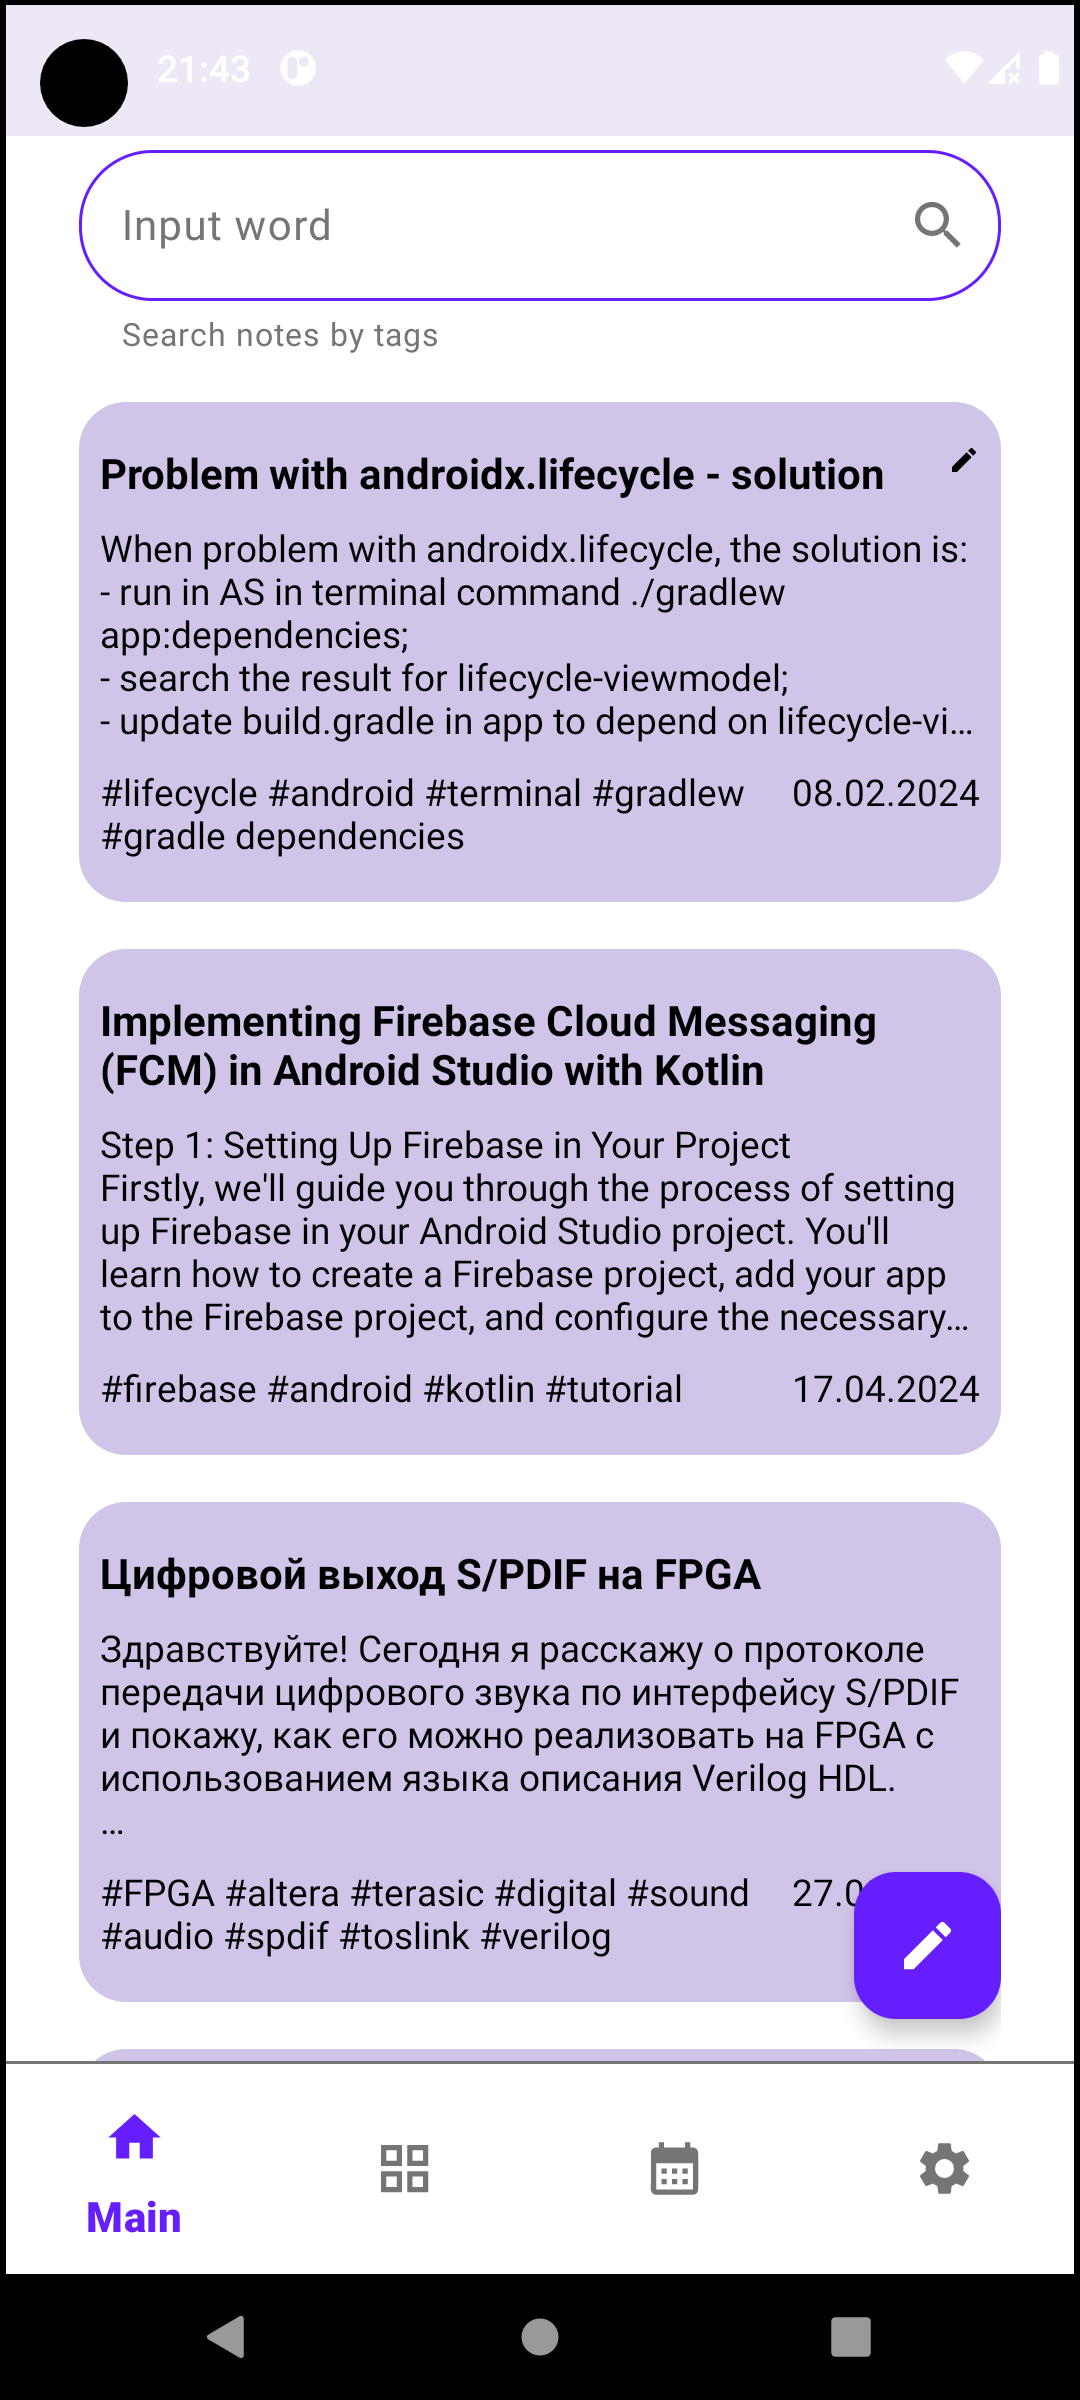 21:43
Input word
Search notes by tags
Problem with androidx.lifecycle - solution
When problem with androidx.lifecycle, the solution is:
- run in AS in terminal command ./gradlew
app:dependencies;
- search the result for lifecycle-viewmodel;
- update build.gradle in app to depend on lifecycle-vi…
#lifecycle #android #terminal #gradlew 08.02.2024
#gradle dependencies
Implementing Firebase Cloud Messaging
(FCM) in Android Studio with Kotlin
Step 1: Setting Up Firebase in Your Project
Firstly, we'll guide you through the process of setting
up Firebase in your Android Studio project. You'll
learn how to create a Firebase project, add your app
to the Firebase project, and configure the necessary…
#firebase #android #kotlin #tutorial 17.04.2024
Цифровой выход S/PDIF на FPGA
Здравствуйте! Сегодня я расскажу о протоколе
передачи цифрового звука по интерфейсу S/PDIF
и покажу, как его можно реализовать на FPGA с
использованием языка описания Verilog HDL.
…
#FPGA #altera #terasic #digital #sound
#audio #spdif #toslink #verilog
Main